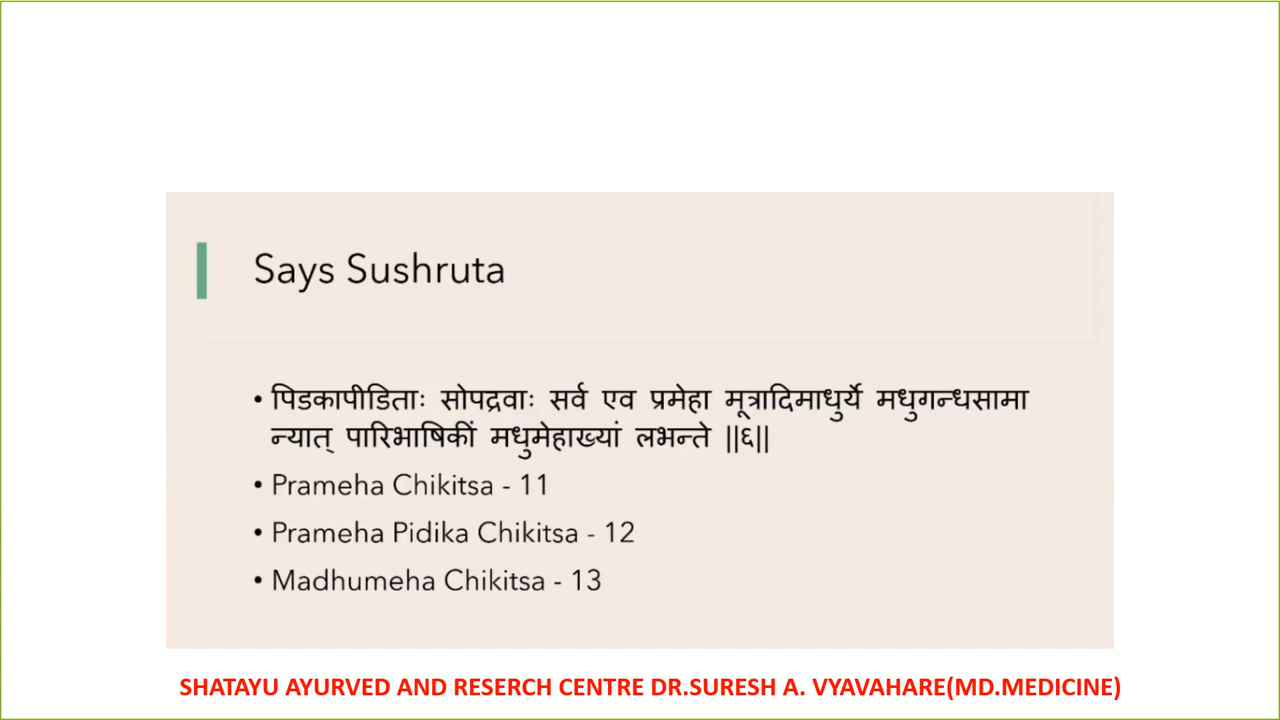 Says Sushruta
• पिडकापीडिताः सोपद्रवाः सर्व एव प्रमेहा मूत्रादिमाधुर्ये मधुगन्धसामा
न्यात् पारिभाषिकीं मधुमेहाख्यां लभन्ते ||६||
• Prameha Chikitsa - 11
• Prameha Pidika Chikitsa - 12
• Madhumeha Chikitsa - 13
SHATAYU AYURVED AND RESERCH CENTRE DR.SURESH A. VYAVAHARE(MD.MEDICINE)